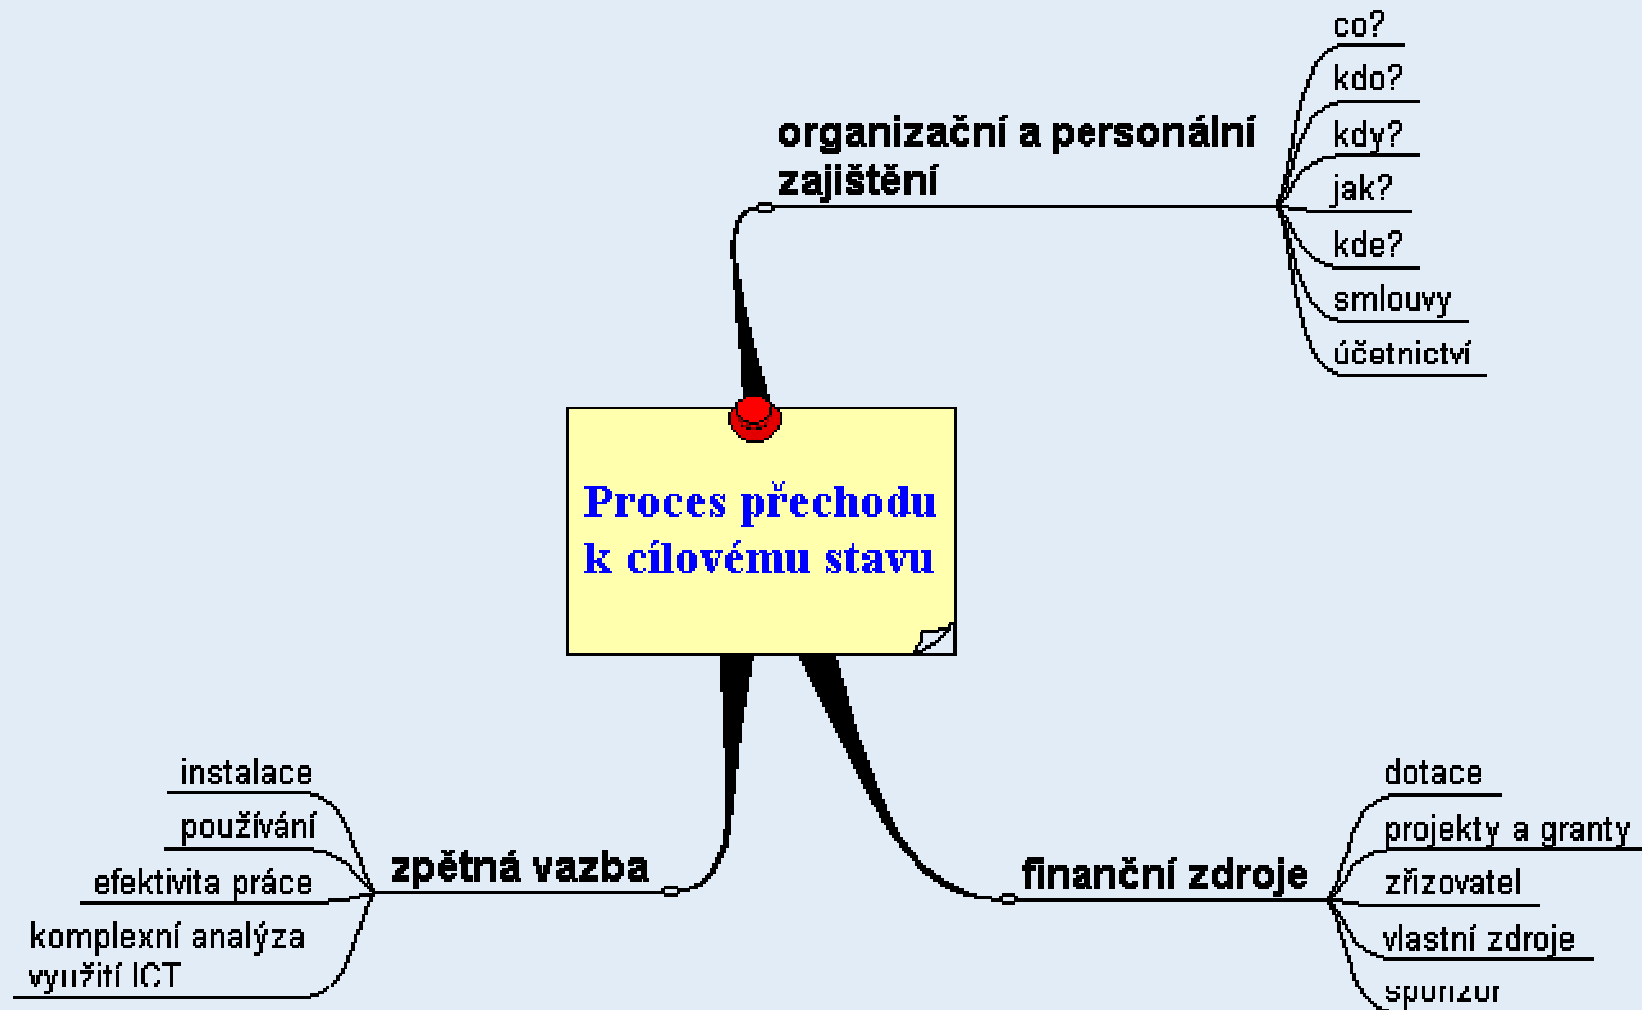 co?
kdo?
kdy?
jak?
kde?
smlouvy
účetnictví
organizační a personální
zajištění
Proces přechodu
k cílovému stavu
instalace
používání
efektivita práce
komplexní analýza
využití ICT
zpětná vazba
finanční zdroje
dotace
projekty a granty
zřizovatel
vlastní zdroje
sponzor